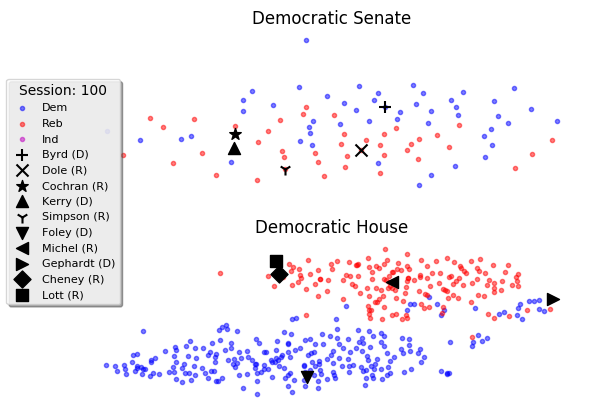 Democratic Senate
Session: 100
Dem
Reb
Ind
Byrd (D)
Dole (R)
Cochran (R)
Kerry (D)
Simpson (R)
Foley (D)
Michel (R)
Gephardt (D)
Cheney (R)
Lott (R)
Democratic House